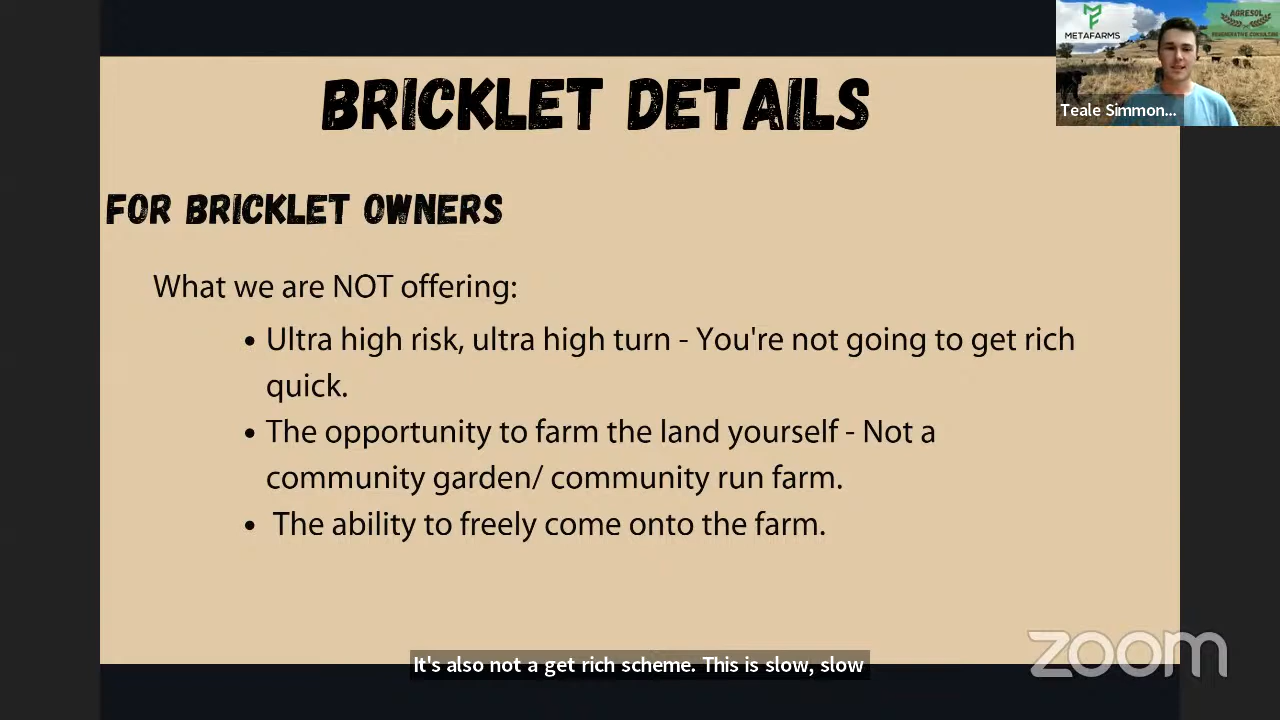 BRICKLET DETAILS
METAFARMS
AGRESOL
REGENERATIVE CONSULTING
Teale Simmon...
FOR BRICKLET OWNERS
What we are NOT offering:
• Ultra high risk, ultra high turn - You're not going to get rich
quick.
• The opportunity to farm the land yourself - Not a
community garden/ community run farm.
• The ability to freely come onto the farm.
It's also not a get rich scheme. This is slow, slow
zoom